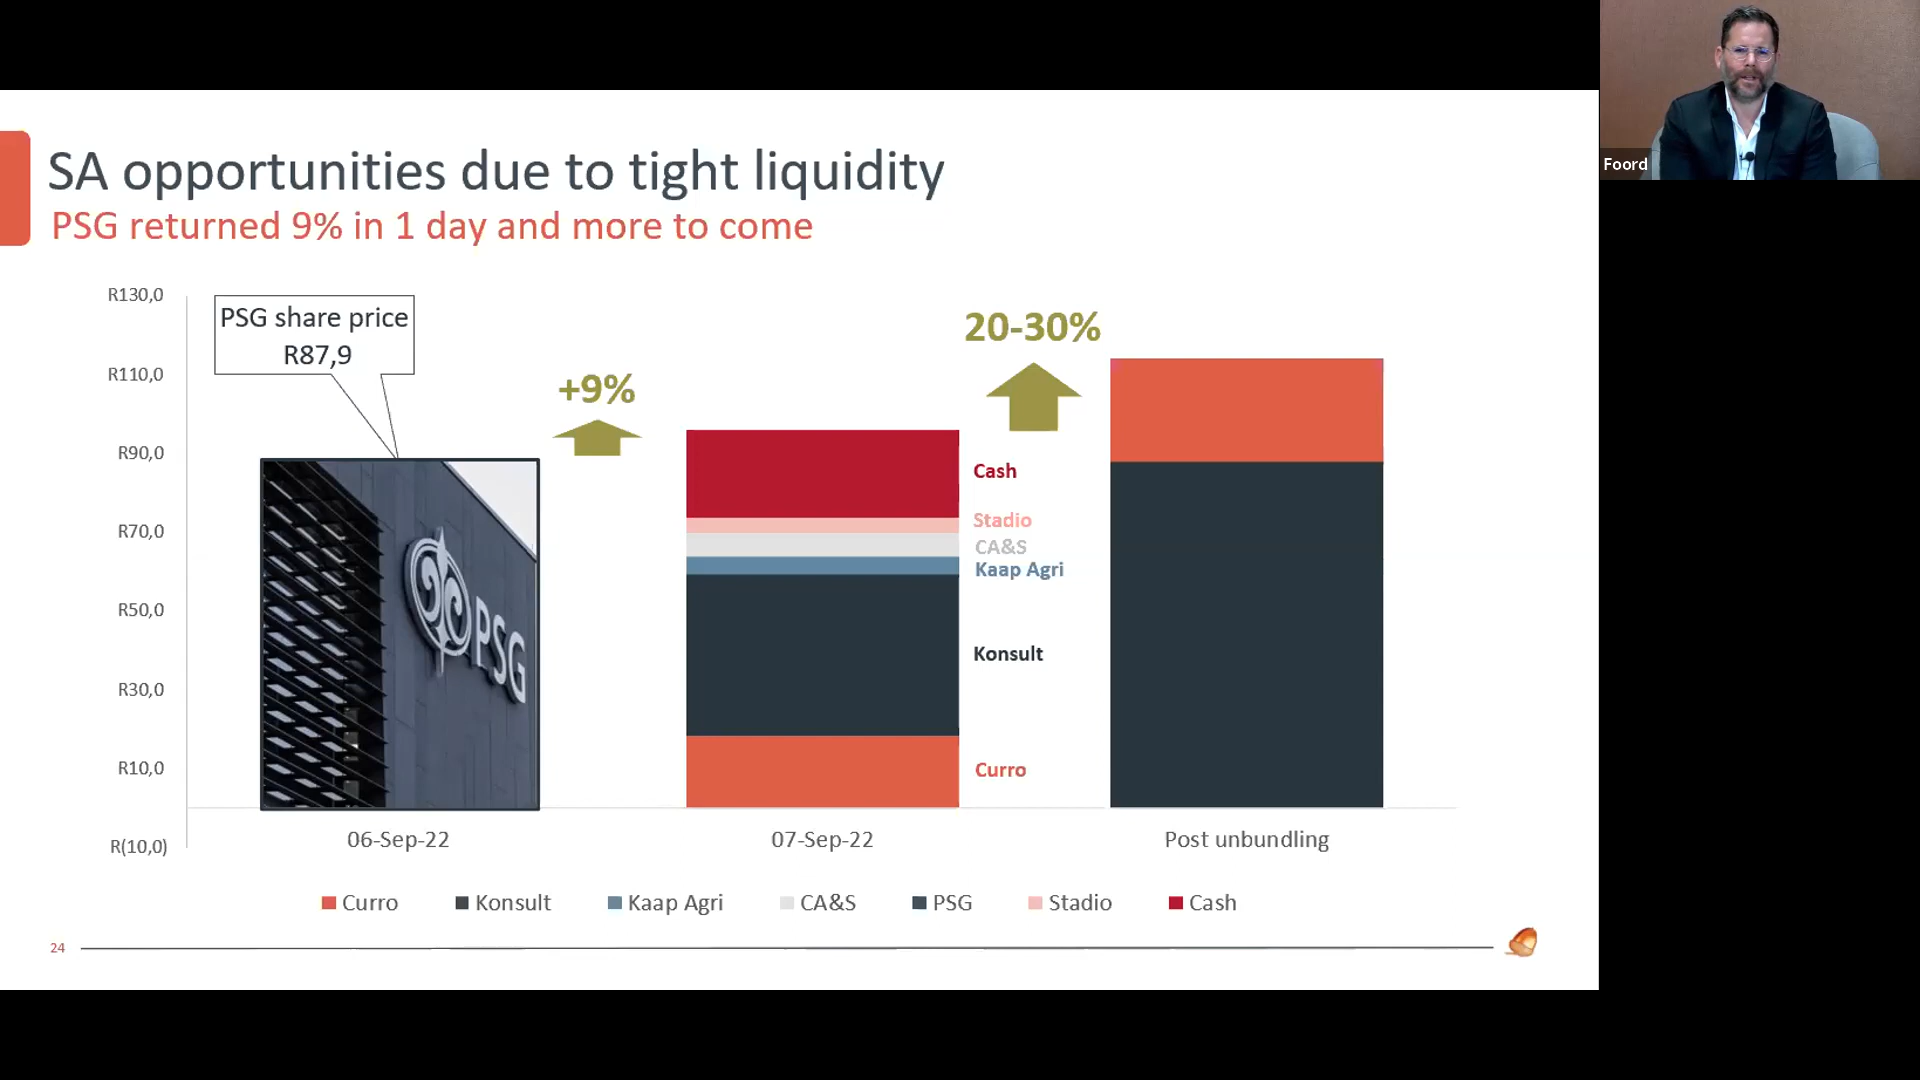 Foord
SA opportunities due to tight liquidity
PSG returned 9% in 1 day and more to come
R130,0
R110,0
R90,0
R70,0
R50,0
R30,0
R10,0
R(10,0)
PSG share price
R87,9
PSG
+9%
20-30%
Cash
Stadio
CA&S
Kaap Agri
Konsult
Curro
06-Sep-22 07-Sep-22 Post unbundling
Curro Konsult Kaap Agri CA&S PSG Stadio Cash
24